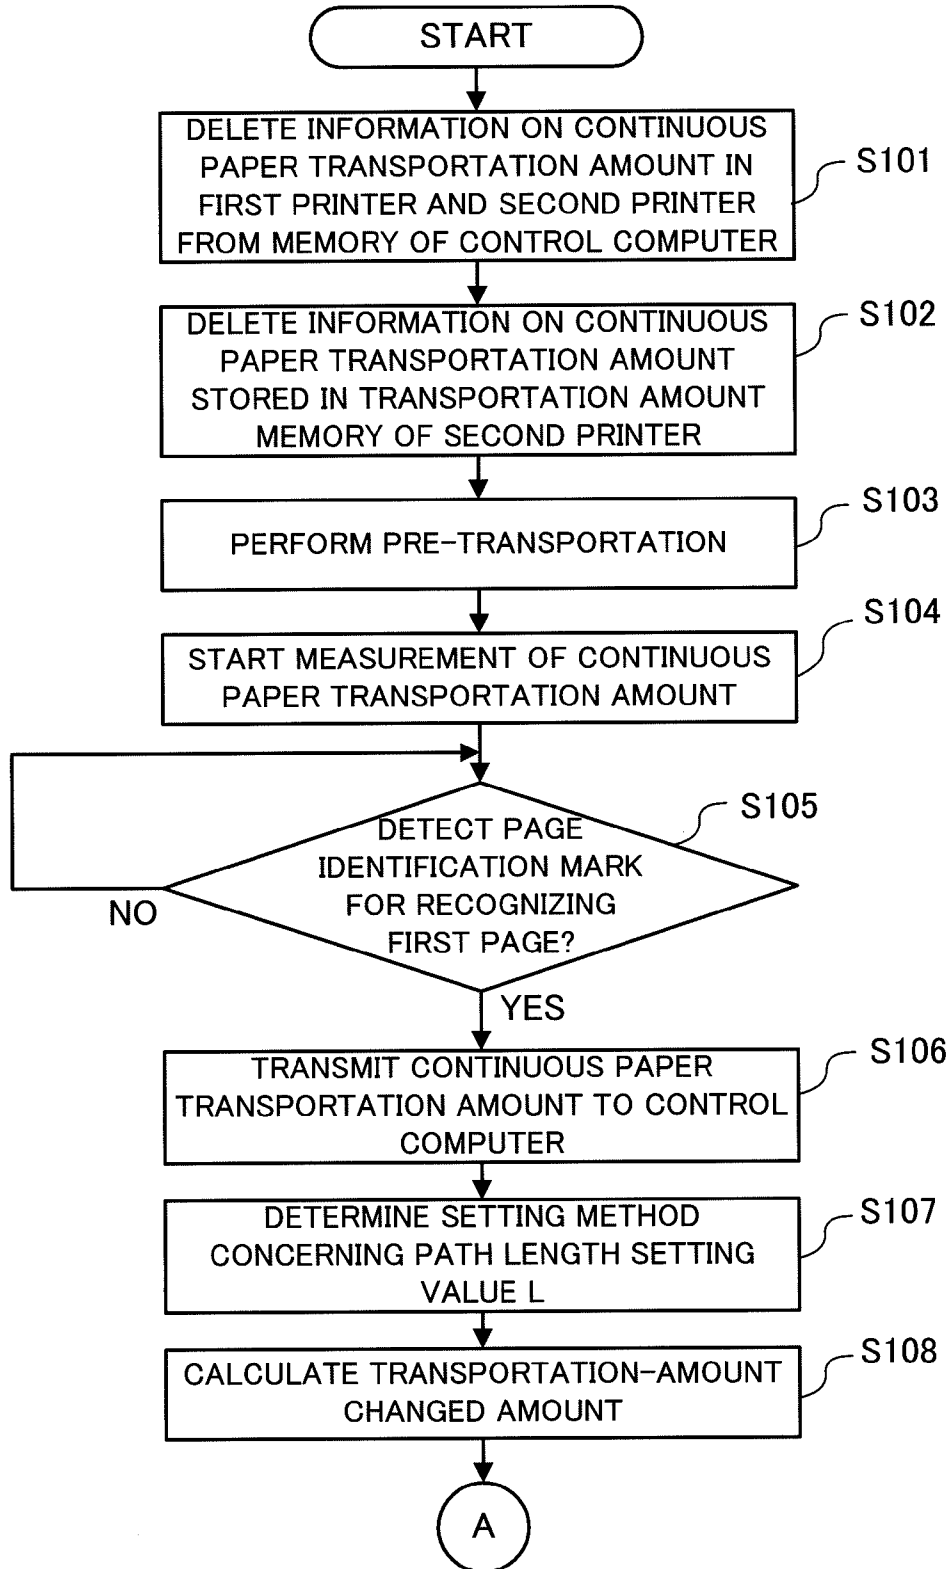 START
DELETE INFORMATION ON CONTINUOUS
PAPER TRANSPORTATION AMOUNT IN
FIRST PRINTER AND SECOND PRINTER
FROM MEMORY OF CONTROL COMPUTER
S101
DELETE INFORMATION ON CONTINUOUS
PAPER TRANSPORTATION AMOUNT
STORED IN TRANSPORTATION AMOUNT
MEMORY OF SECOND PRINTER
S102
PERFORM PRE-TRANSPORTATION
S103
START MEASUREMENT OF CONTINUOUS
PAPER TRANSPORTATION AMOUNT
S104
DETECT PAGE
IDENTIFICATION MARK
FOR RECOGNIZING
FIRST PAGE?
S105
NO
YES
TRANSMIT CONTINUOUS PAPER
TRANSPORTATION AMOUNT TO CONTROL
COMPUTER
S106
DETERMINE SETTING METHOD
CONCERNING PATH LENGTH SETTING
VALUE L
S107
CALCULATE TRANSPORTATION-AMOUNT
CHANGED AMOUNT
S108
A